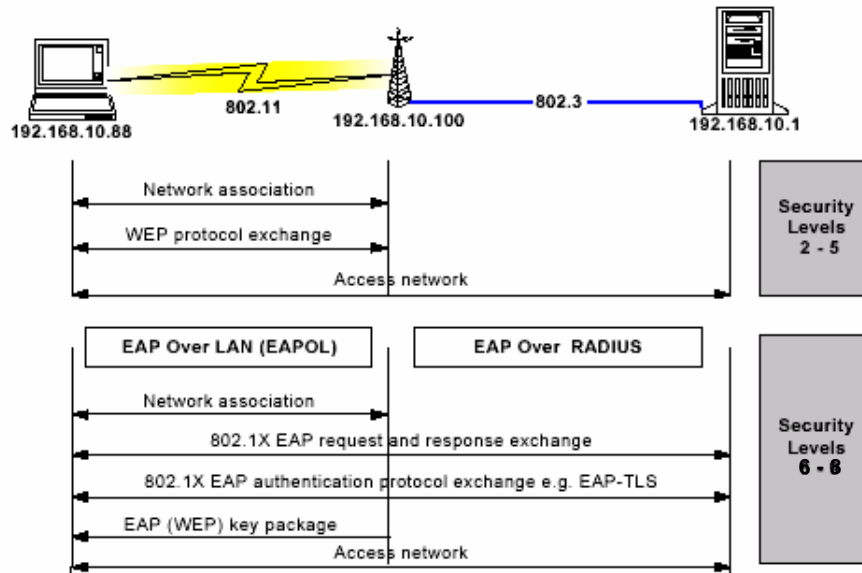 802.11
802.3
192.168.10.88
192.168.10.100
192.168.10.1
Network association
WEP protocol exchange
Access network
Security
Levels
2 - 5
EAP Over LAN (EAPOL)
EAP Over RADIUS
Network association
802.1X EAP request and response exchange
802.1X EAP authentication protocol exchange e.g. EAP-TLS
EAP (WEP) key package
Access network
Security
Levels
6 - 6